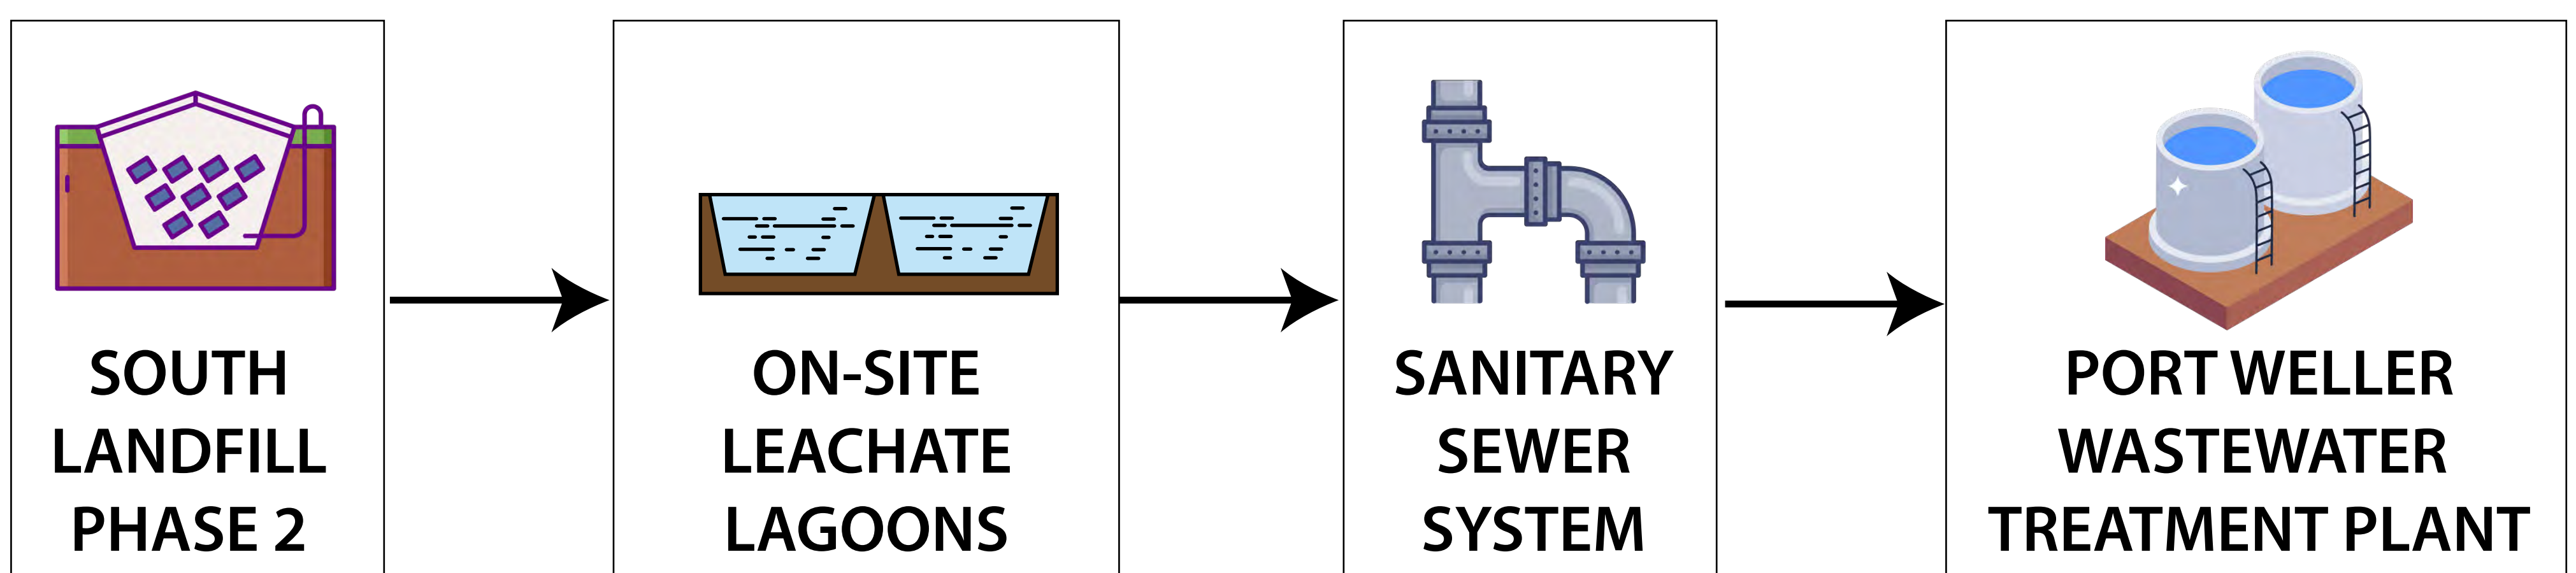 SOUTH
LANDFILL
PHASE 2
ON-SITE
LEACHATE
LAGOONS
SANITARY
SEWER
SYSTEM
PORT WELLER
WASTEWATER
TREATMENT PLANT